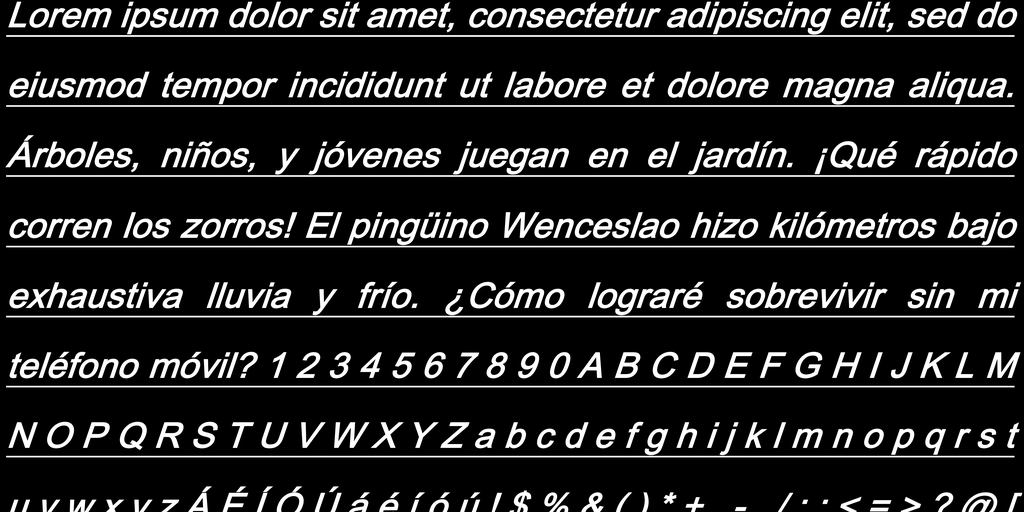 Lorem ipsum dolor sit amet, consectetur adipiscing elit, sed do
eiusmod tempor incididunt ut labore et dolore magna aliqua.
Árboles, niños, y jóvenes juegan en el jardín. ¡Qué rápido
corren los zorros! El pingüino Wenceslao hizo kilómetros bajo
exhaustiva lluvia y frío. ¿Cómo lograré sobrevivir sin mi
teléfono móvil? 1 2 3 4 5 6 7 8 9 0 A B C D E F G H I J K L M
N O P Q R S T U V W X Y Z a b c d e f g h i j k l m n o p q r s t
u v w x y z Á É Í Ó Ú á é í ó ú ! $ % & ( ) * + - / : ; < = > ? @ [